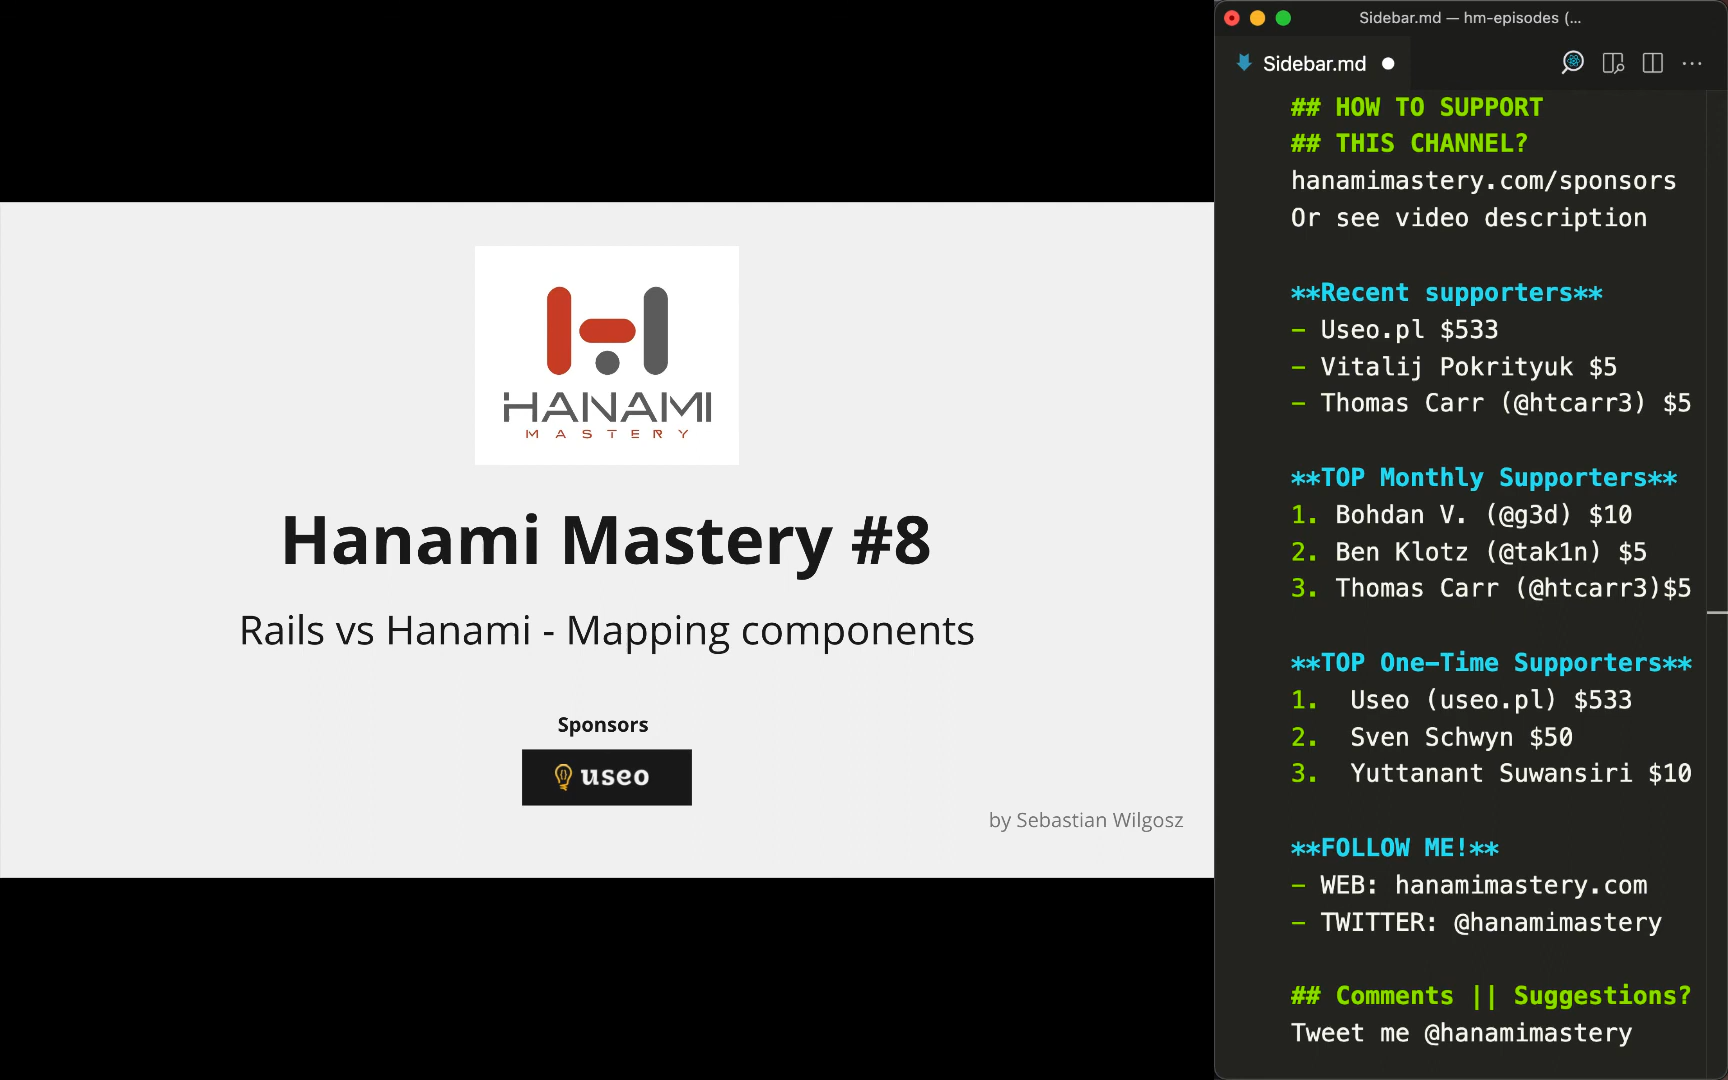 HANAMI
MASTERY
Hanami Mastery #8
Rails vs Hanami - Mapping components
Sponsors
useo
by Sebastian Wilgosz
Sidebar.md — hm-episodes (...
Sidebar.md
## HOW TO SUPPORT
## THIS CHANNEL?
hanamimastery.com/sponsors
Or see video description
**Recent supporters**
- Useo.pl $533
- Vitalij Pokrityuk $5
- Thomas Carr (@htcarr3) $5
**TOP Monthly Supporters**
1. Bohdan V. (@g3d) $10
2. Ben Klotz (@tak1n) $5
3. Thomas Carr (@htcarr3)$5
**TOP One-Time Supporters**
1. Useo (useo.pl) $533
2. Sven Schwyn $50
3. Yuttanant Suwansiri $10
**FOLLOW ME!**
- WEB: hanamimastery.com
- TWITTER: @hanamimastery
## Comments || Suggestions?
Tweet me @hanamimastery